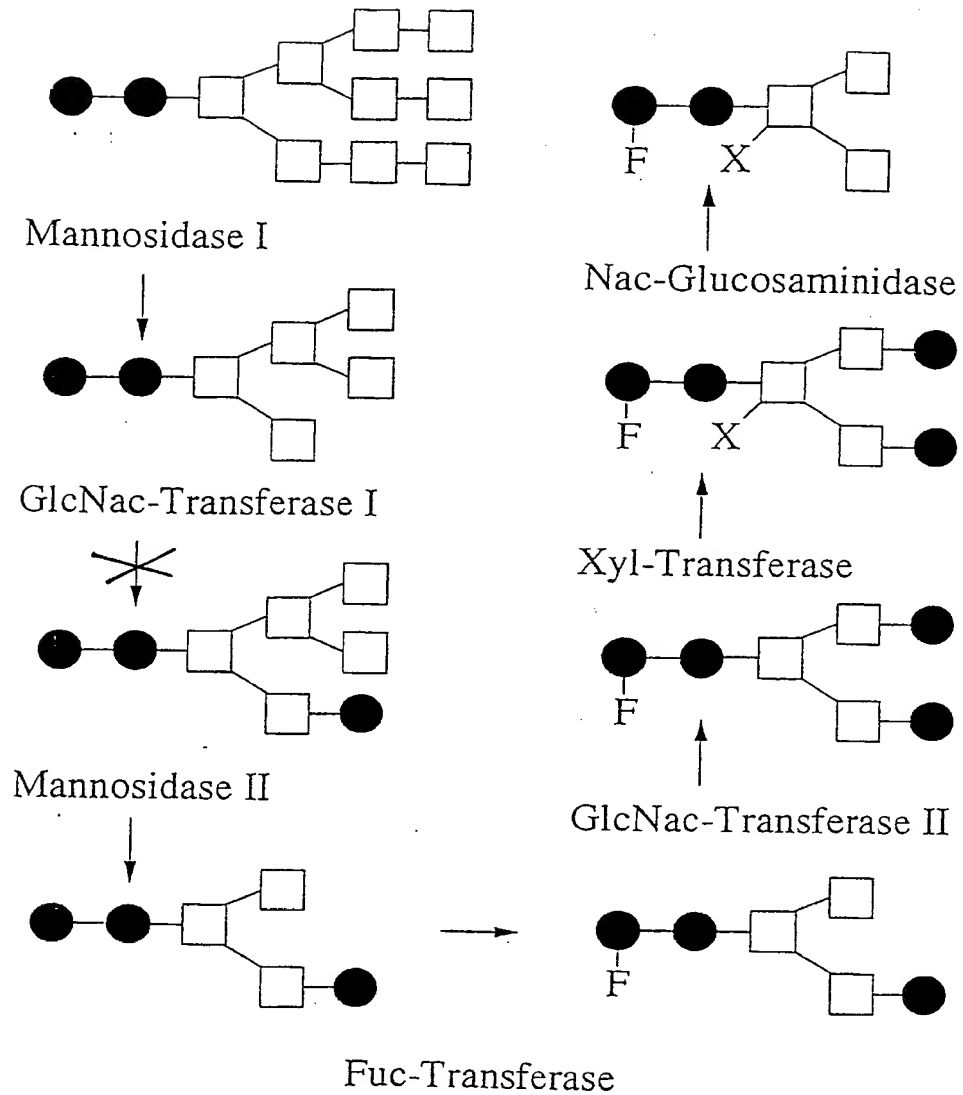 Mannosidase I
GlcNac-Transferase I
Mannosidase II
Fuc-Transferase
F
GlcNac-Transferase II
F
Xyl-Transferase
F
X
Nac-Glucosaminidase
F
X